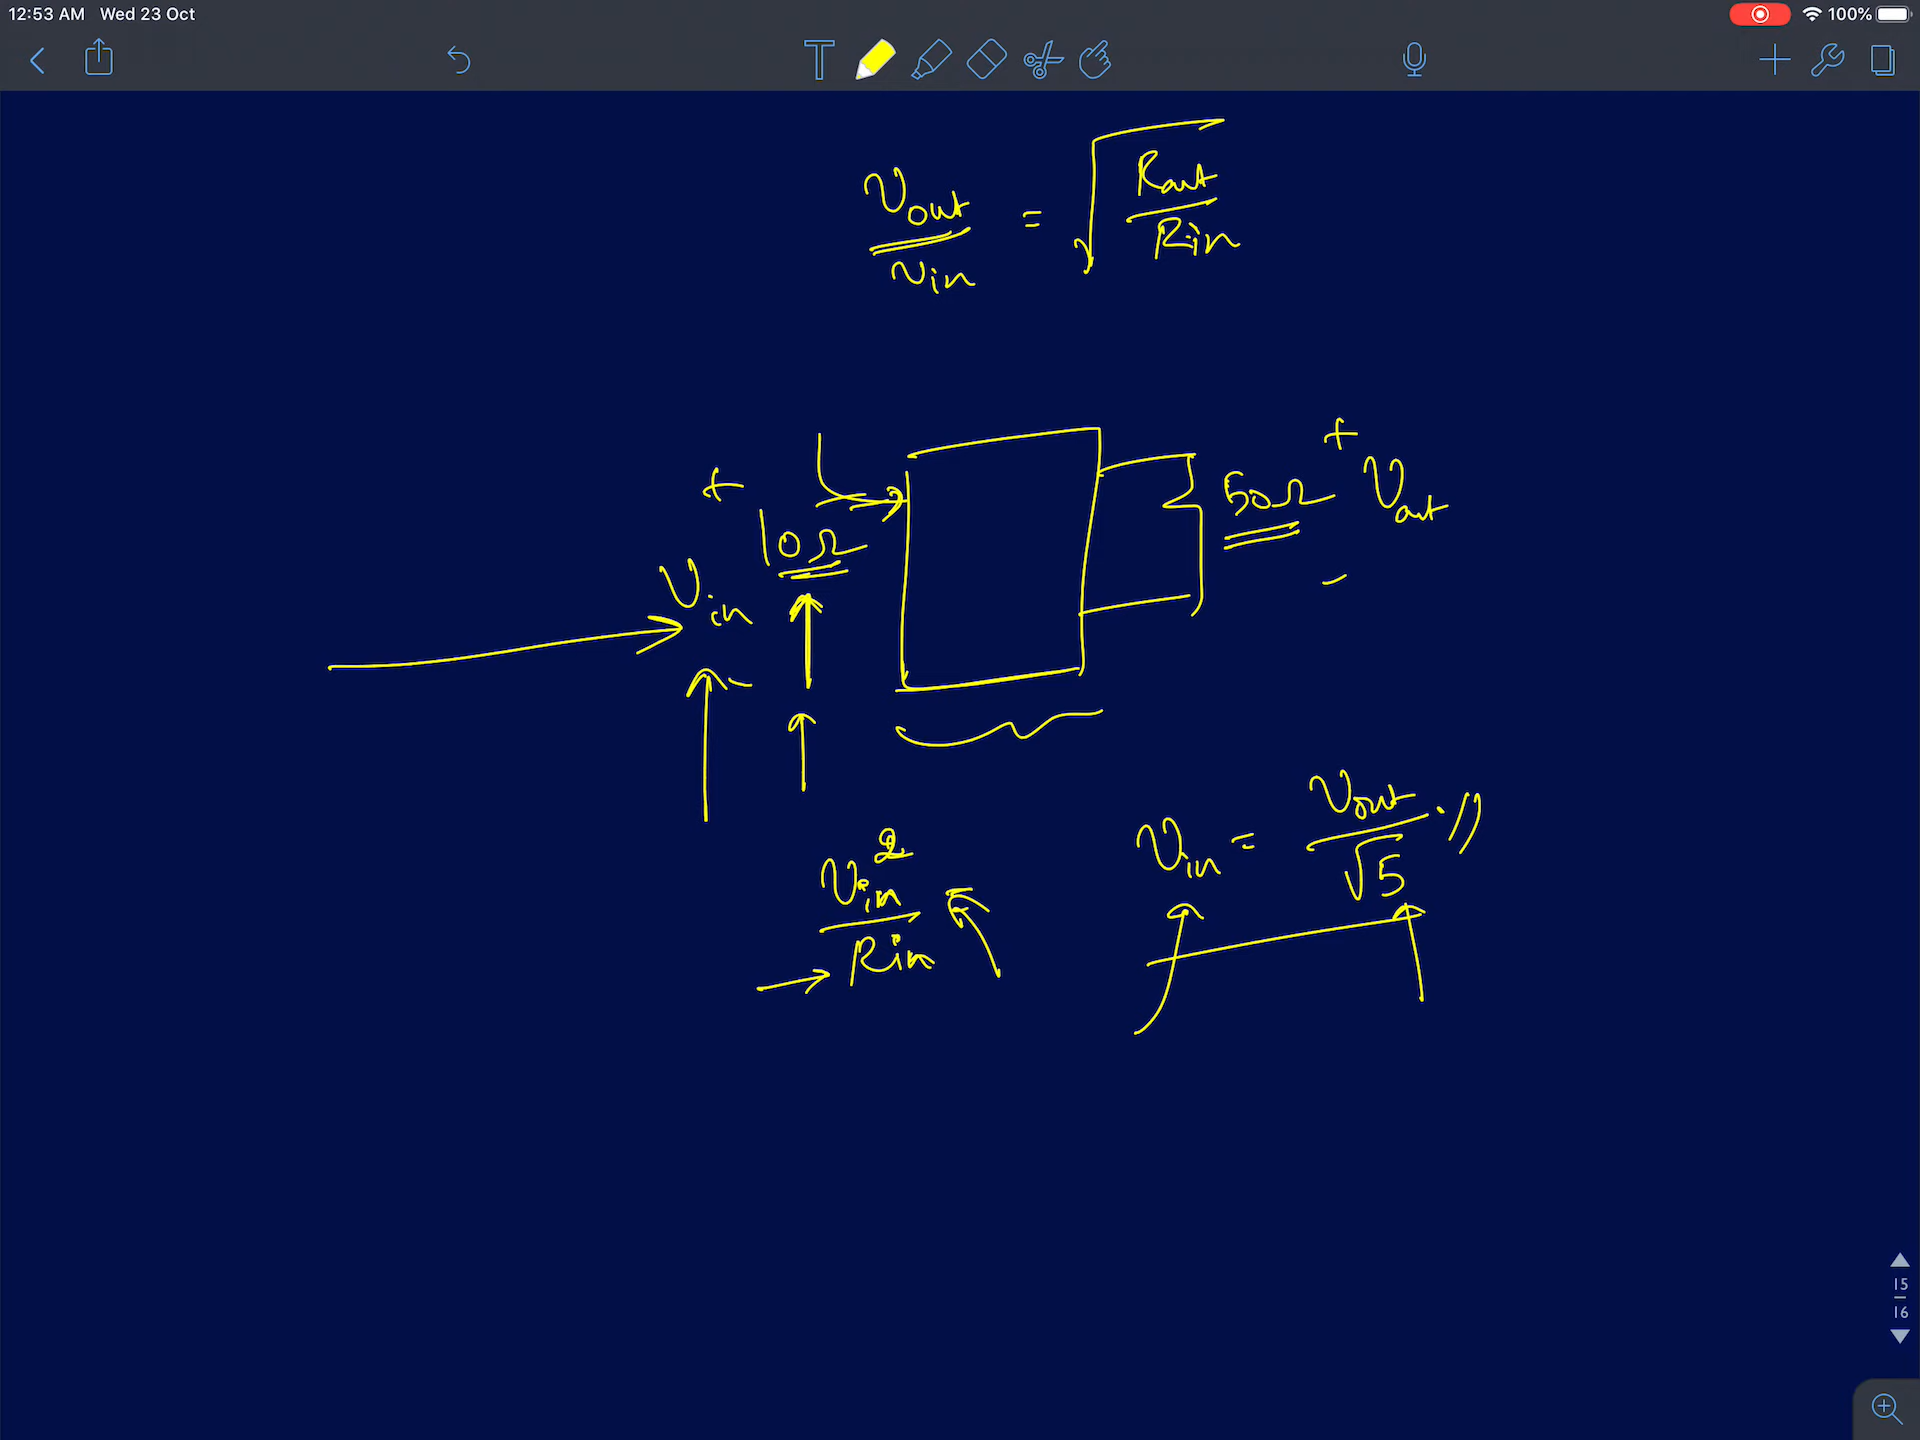 12:53 AM Wed 23 Oct
100%
T
Vout/Vin = √(Rout/Rin)
+
10Ω
Vin
-
50Ω
+
Vout
-
Vin = Vout/√5
Vin²/Rin
15
16